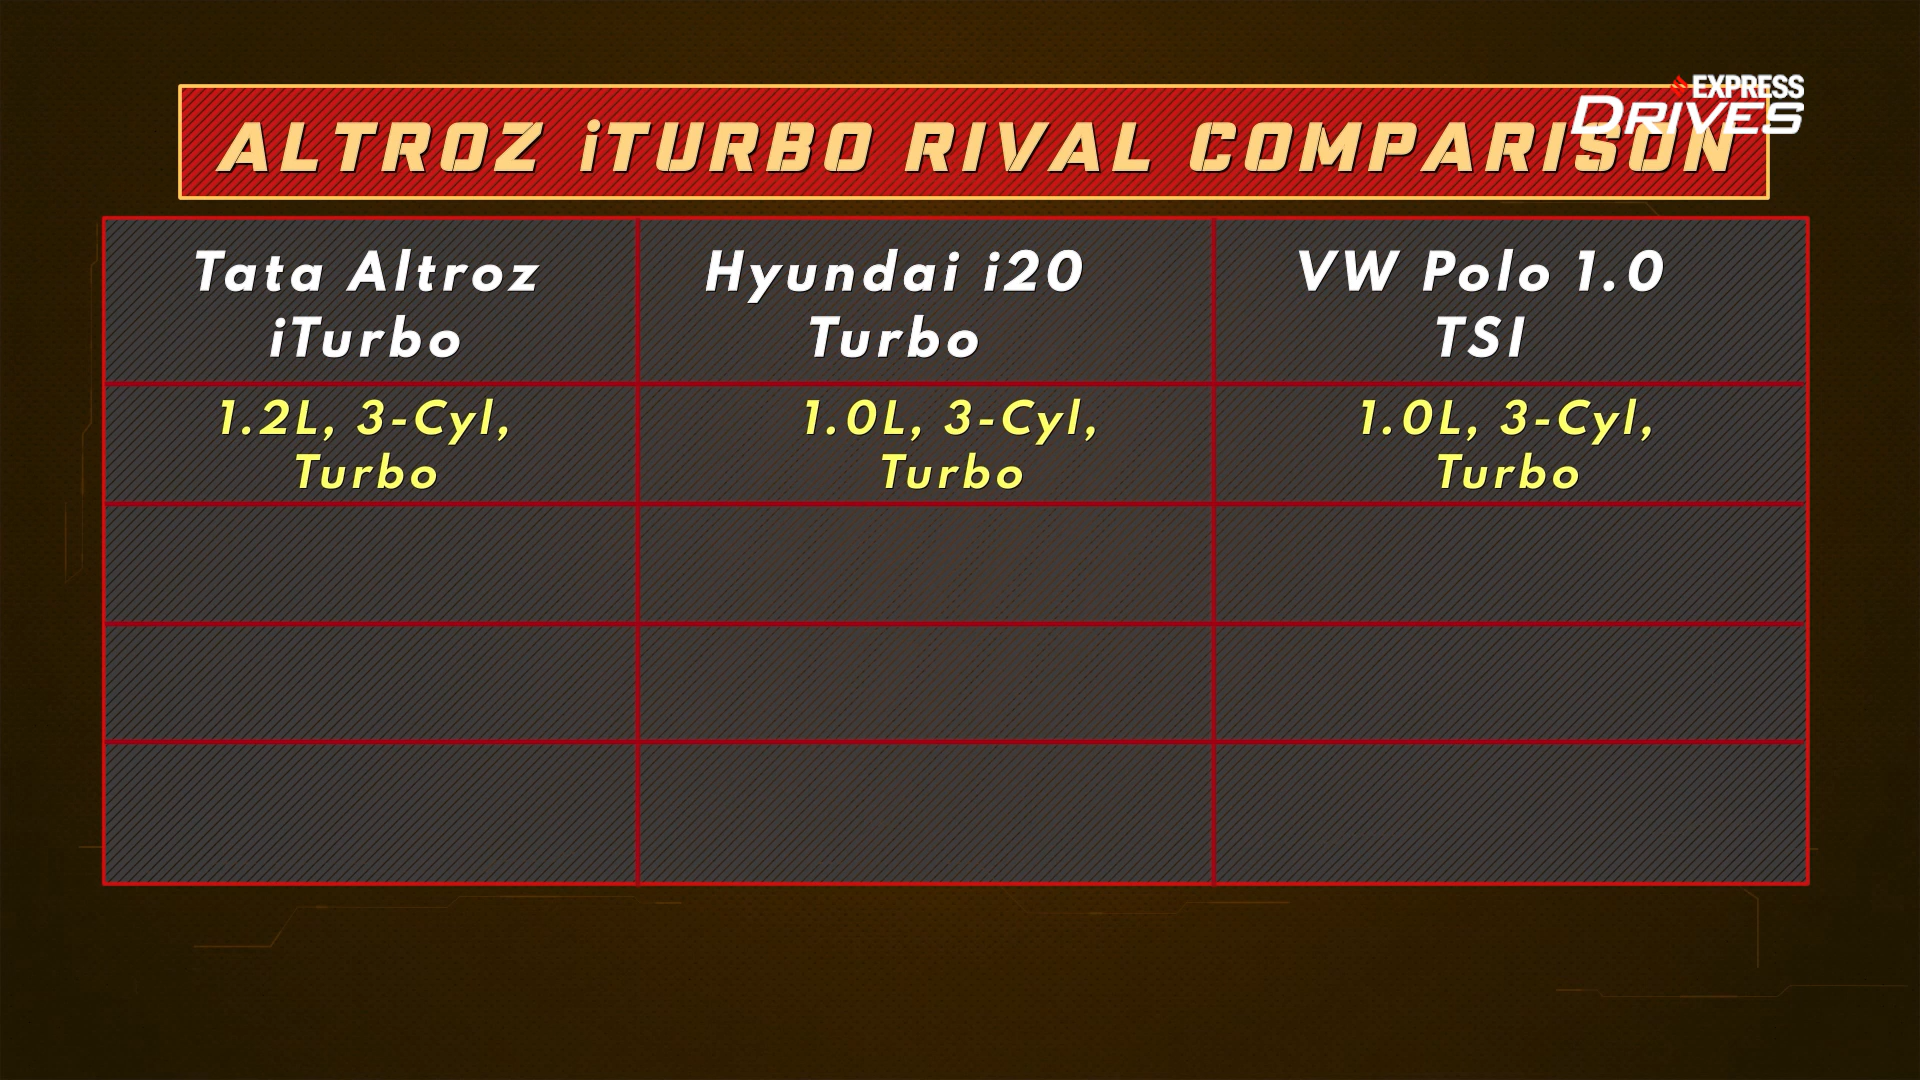 EXPRESS
DRIVES
ALTROZ iTURBO RIVAL COMPARISON
Tata Altroz
iTurbo
Hyundai i20
Turbo
VW Polo 1.0
TSI
1.2L, 3-Cyl,
Turbo
1.0L, 3-Cyl,
Turbo
1.0L, 3-Cyl,
Turbo